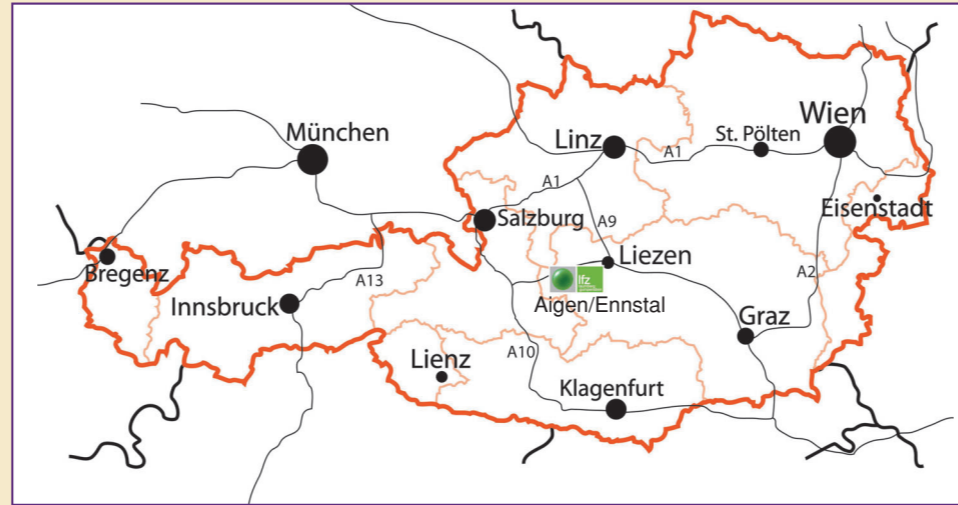 München
Linz
A1
St. Pölten
Wien
A1
Salzburg
Eisenstadt
A9
Bregenz
Liezen
A13
A2
lfz
Innsbruck
Aigen/Ennstal
Graz
Lienz
A10
Klagenfurt